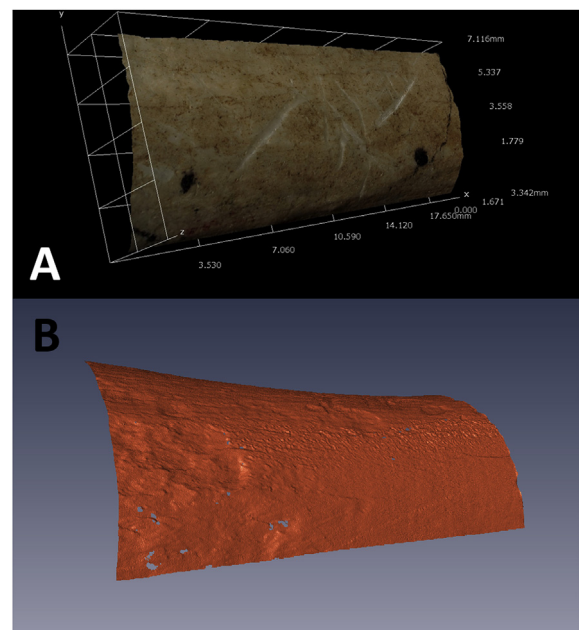 y
7.116mm
5.337
3.558
1.779
x
0.000
3.342mm
1.671
17.650mm
14.120
10.590
7.060
3.530
z
A
B